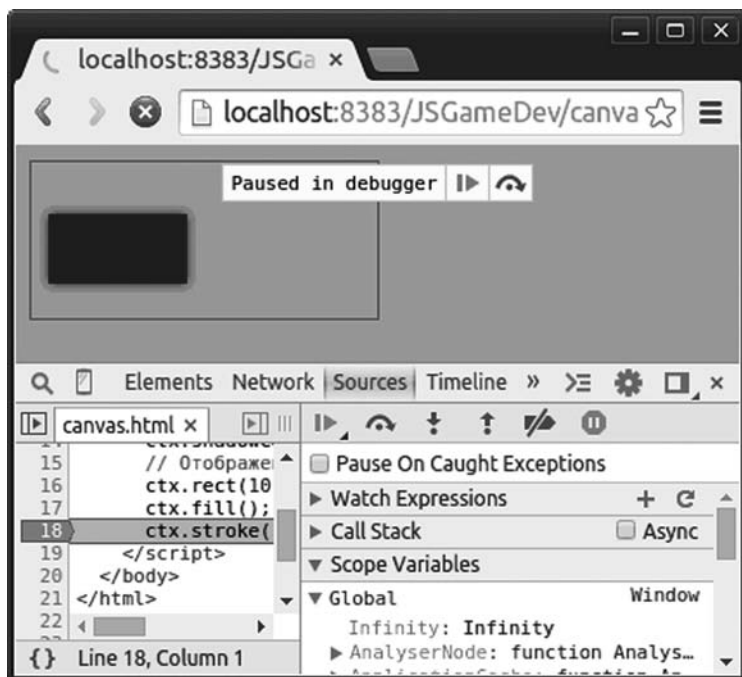 localhost:8383/JSGa ×
localhost:8383/JSGameDev/canva
Paused in debugger
Elements Network Sources Timeline »
canvas.html ×
15 // Отображе
16 ctx.rect(10
17 ctx.fill();
18 ctx.stroke(
19 </script>
20 </body>
21 </html>
22
{} Line 18, Column 1
Pause On Caught Exceptions
Watch Expressions
Call Stack Async
Scope Variables
Global Window
Infinity: Infinity
AnalyserNode: function Analys...